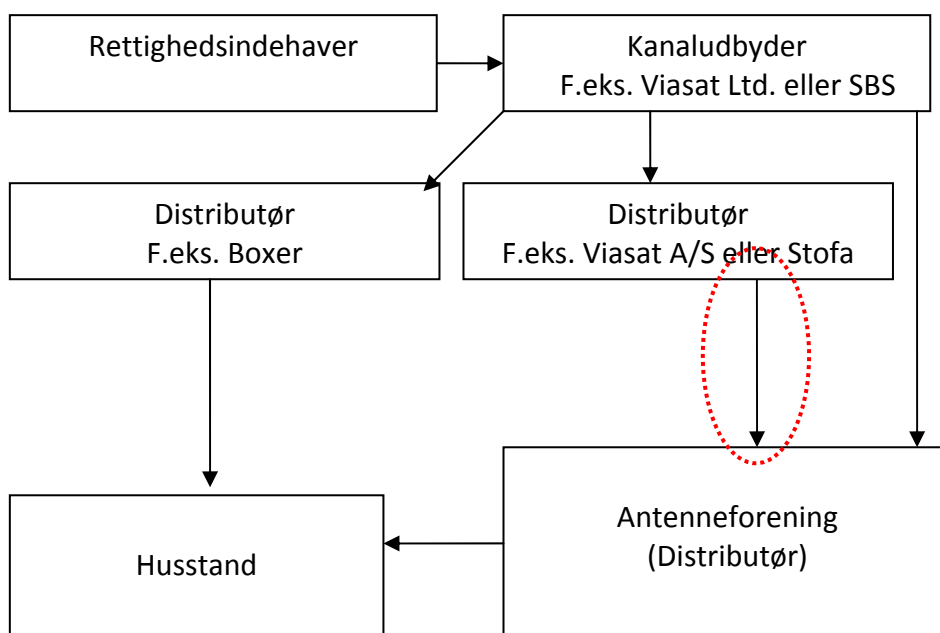 Rettighedsindehaver
Kanaludbyder
F.eks. Viasat Ltd. eller SBS
Distributør
F.eks. Boxer
Distributør
F.eks. Viasat A/S eller Stofa
Husstand
Antenneforening
(Distributør)